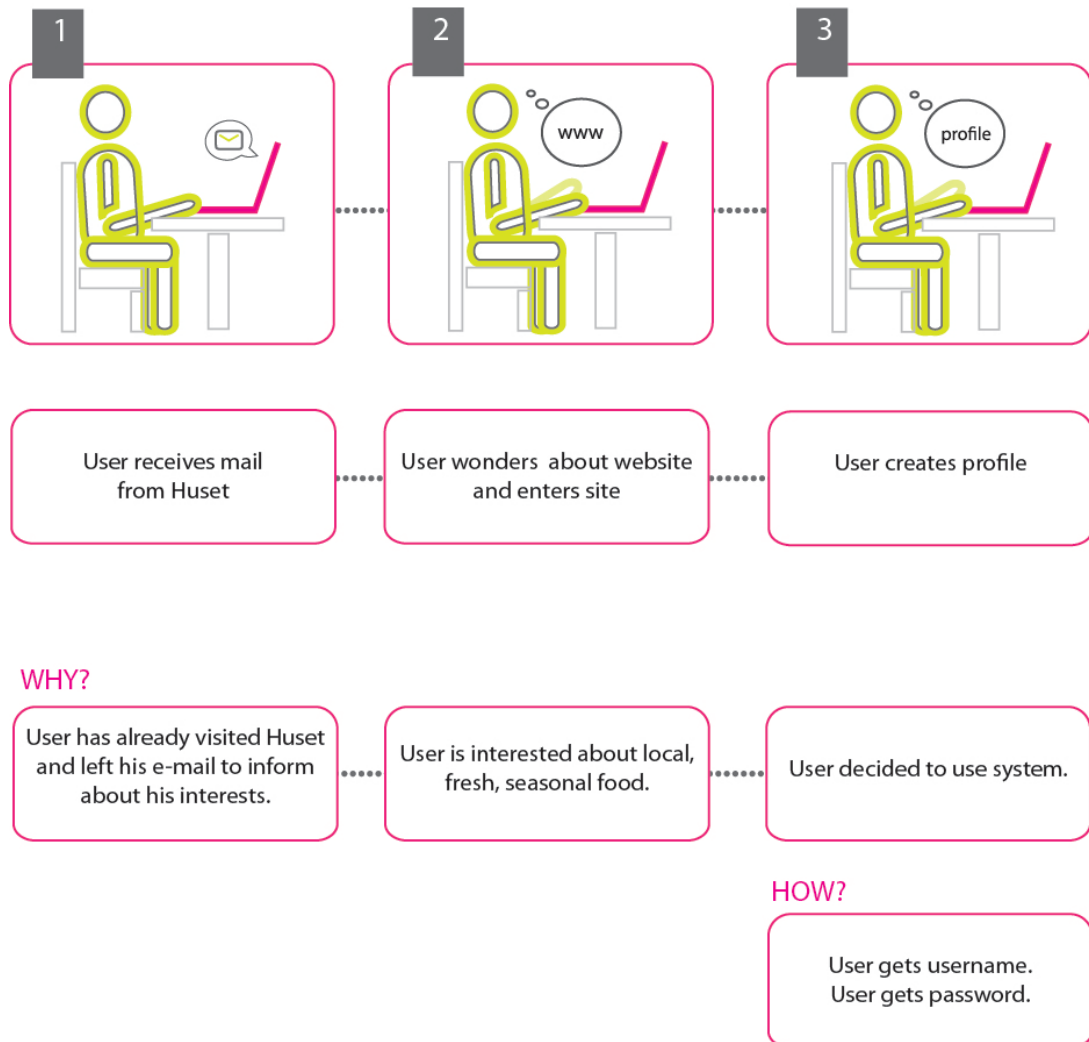 1
2
3
www
profile
User receives mail
from Huset
User wonders about website
and enters site
User creates profile
WHY?
User has already visited Huset
and left his e-mail to inform
about his interests.
User is interested about local,
fresh, seasonal food.
User decided to use system.
HOW?
User gets username.
User gets password.